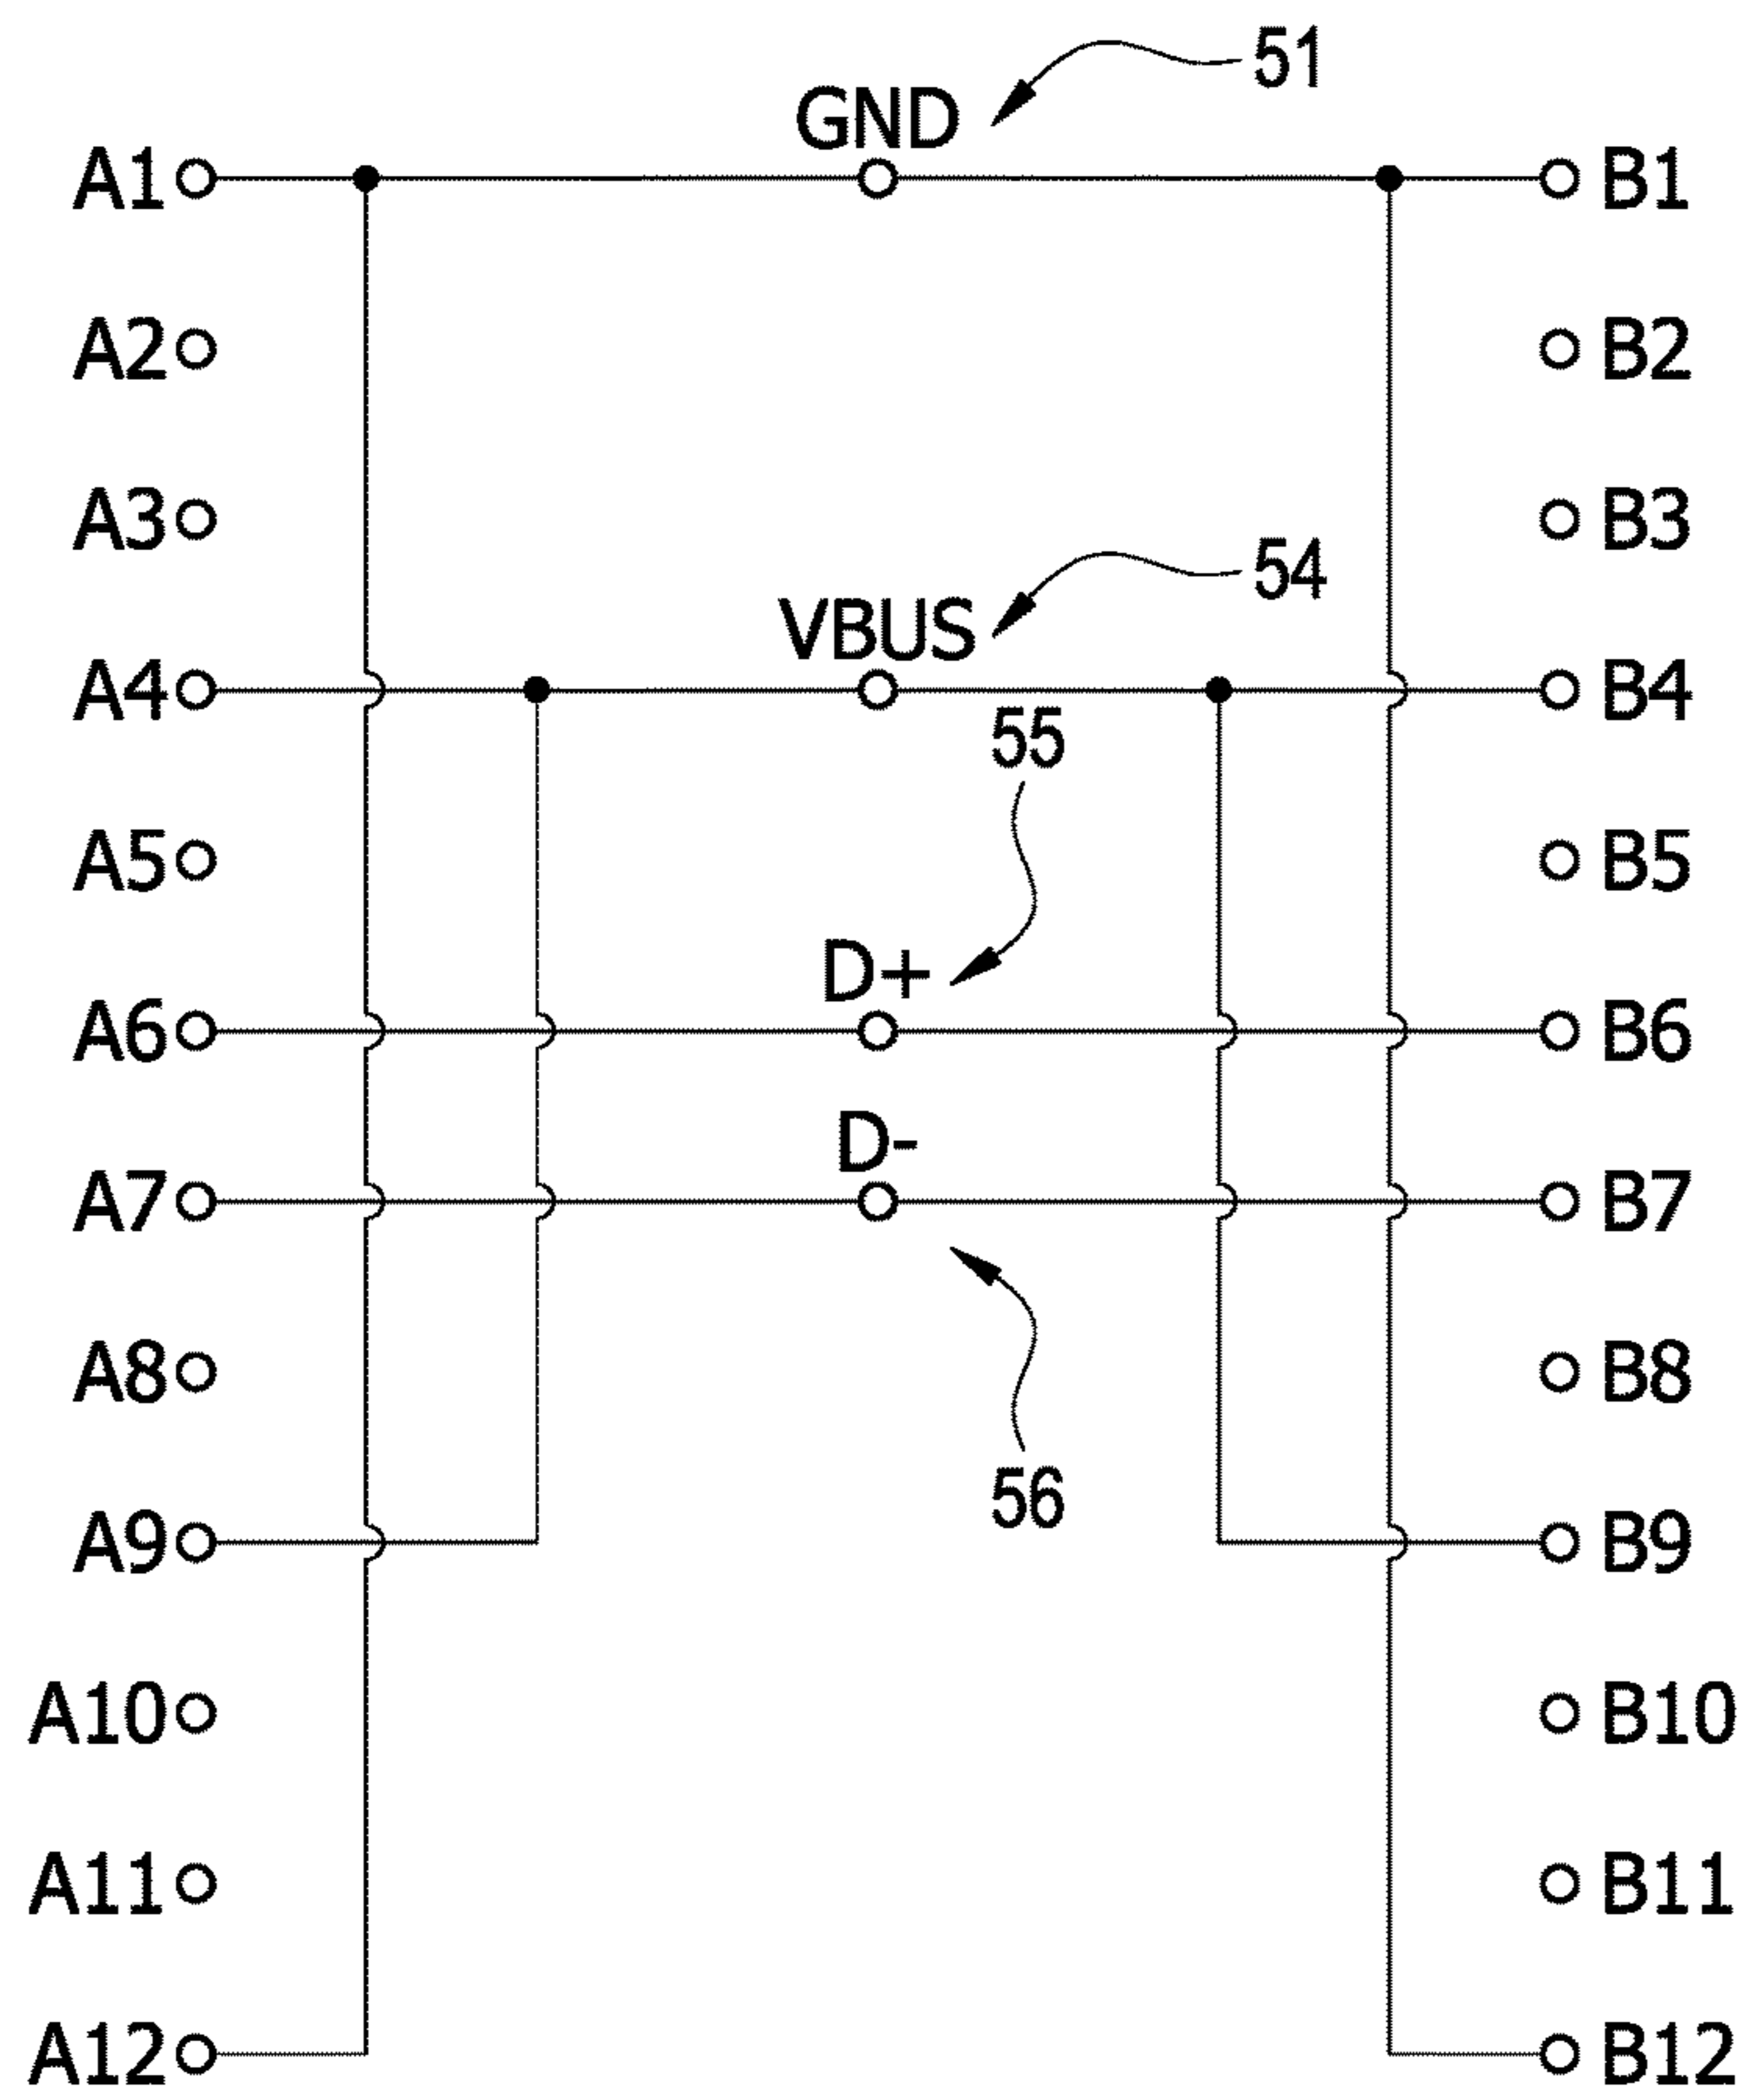 51
GND
A1 B1
A2 B2
A3 B3
54
VBUS
A4 B4
55
A5 B5
D+
A6 B6
D-
A7 B7
A8 B8
56
A9 B9
A10 B10
A11 B11
A12 B12